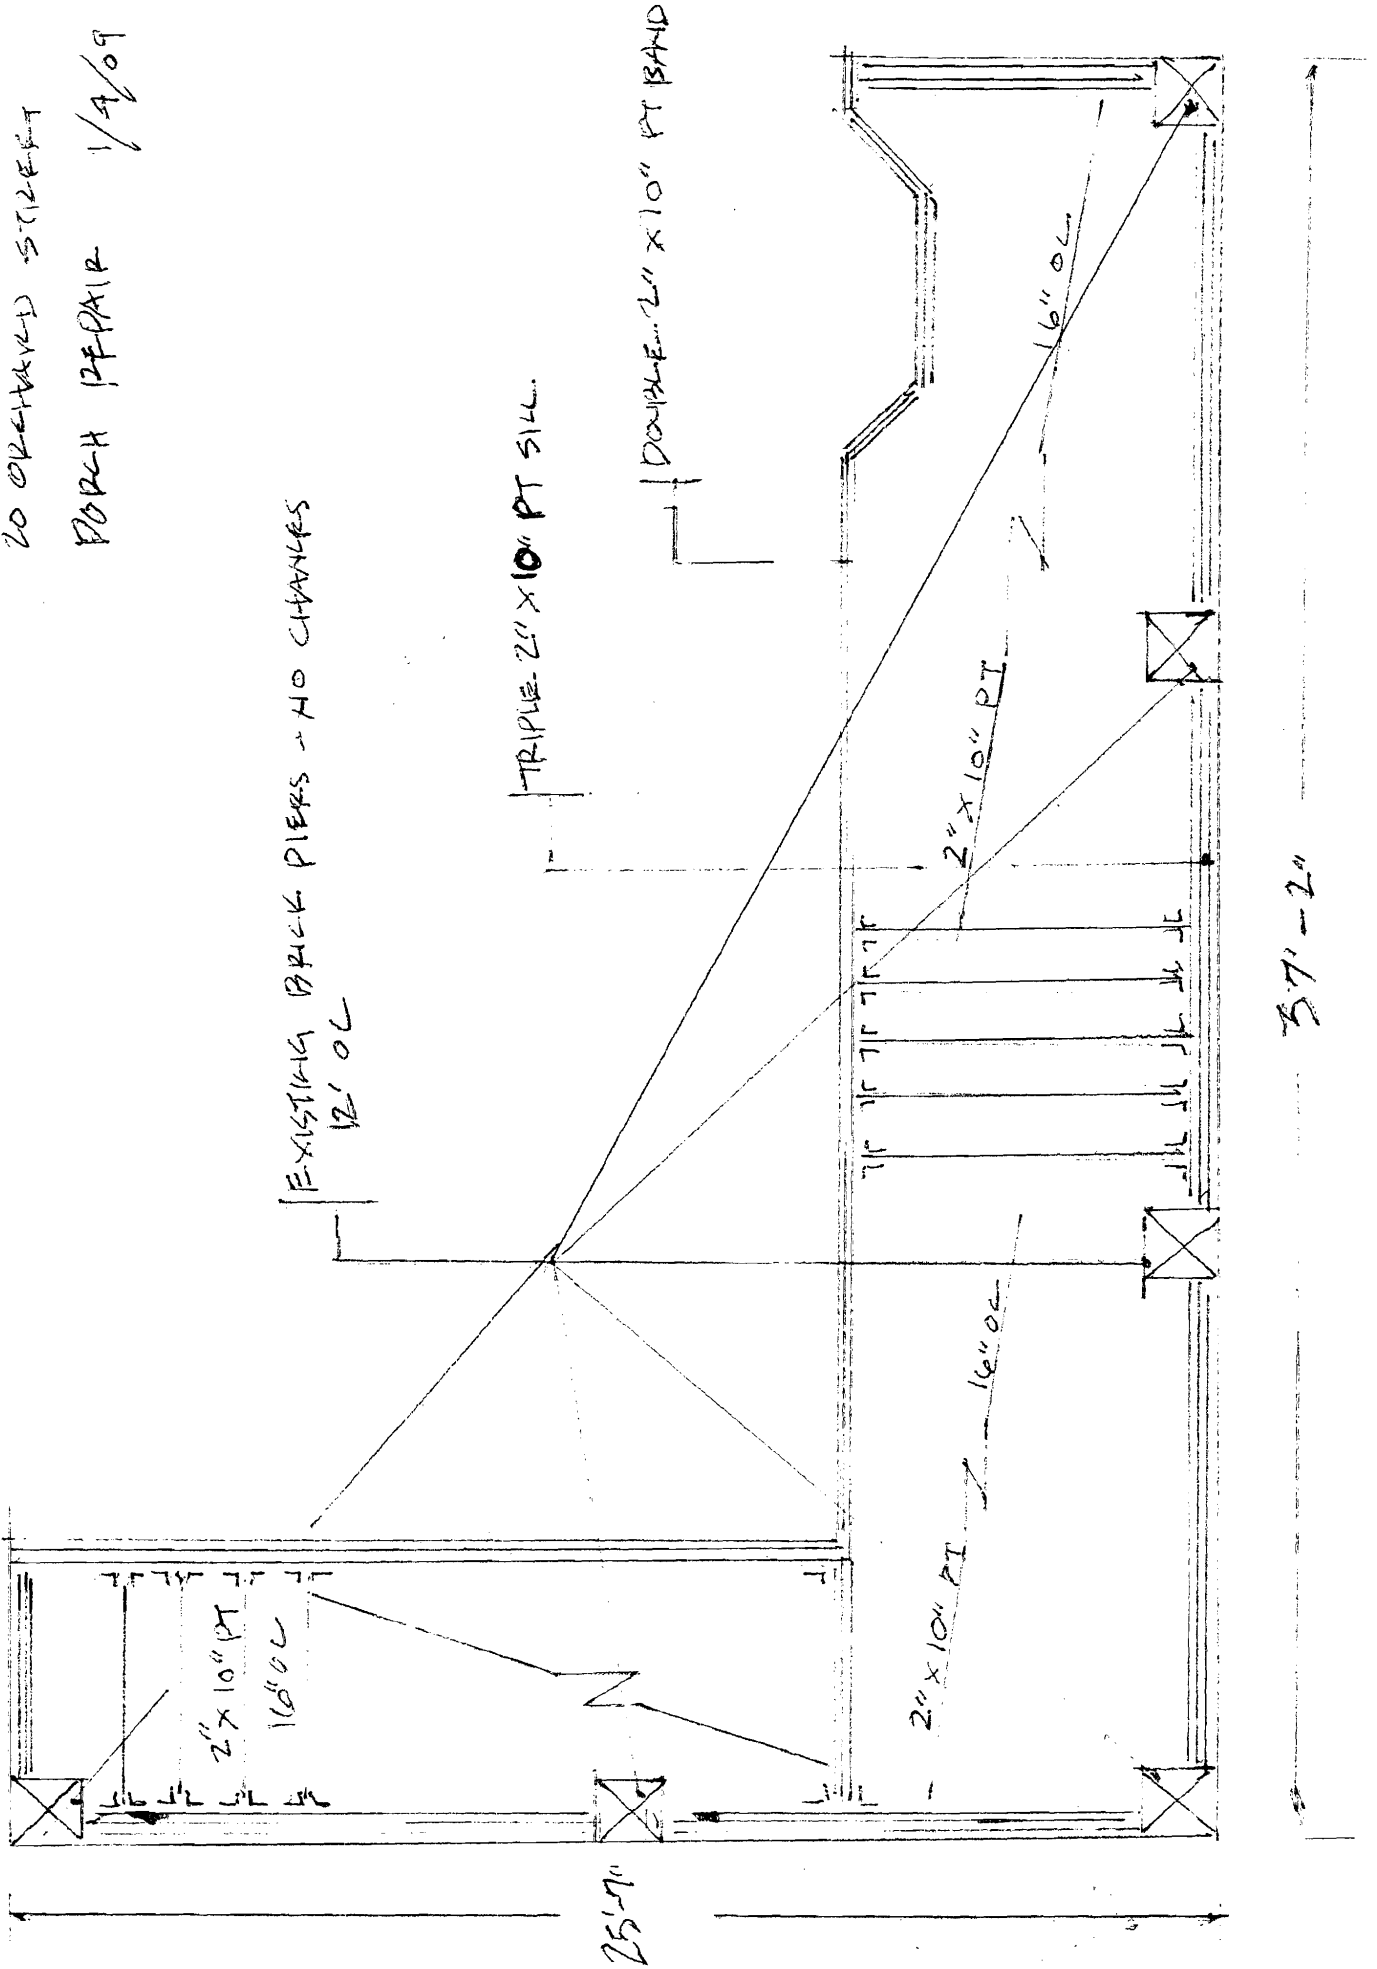 20 ORCHARD STREET
PORCH REPAIR 1/9/09
EXISTING BRICK PIERS - NO CHANGES
12' OC
TRIPLE 2" X 10" PT SILL
DOUBLE 2" X 10" PT BAND
2" X 10" PT
16" OC
2" X 10" PT
16" OC
2" X 10" PT
16" OC
25'-7"
37'-2"